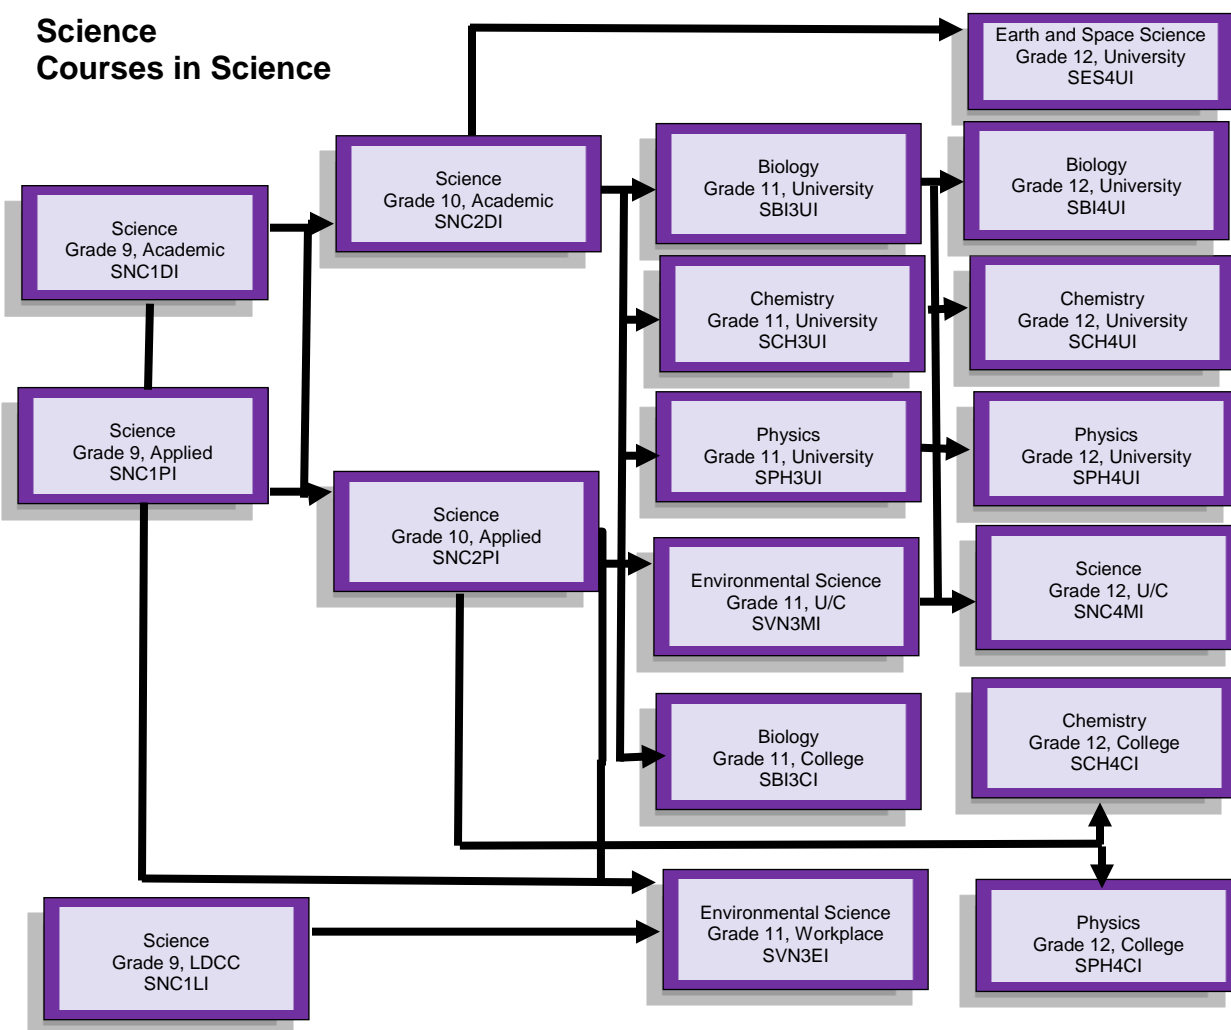 Science
Courses in Science
Science
Grade 9, Academic
SNC1DI
Science
Grade 9, Applied
SNC1PI
Science
Grade 9, LDCC
SNC1LI
Science
Grade 10, Academic
SNC2DI
Science
Grade 10, Applied
SNC2PI
Biology
Grade 11, University
SBI3UI
Chemistry
Grade 11, University
SCH3UI
Physics
Grade 11, University
SPH3UI
Environmental Science
Grade 11, U/C
SVN3MI
Biology
Grade 11, College
SBI3CI
Environmental Science
Grade 11, Workplace
SVN3EI
Earth and Space Science
Grade 12, University
SES4UI
Biology
Grade 12, University
SBI4UI
Chemistry
Grade 12, University
SCH4UI
Physics
Grade 12, University
SPH4UI
Science
Grade 12, U/C
SNC4MI
Chemistry
Grade 12, College
SCH4CI
Physics
Grade 12, College
SPH4CI